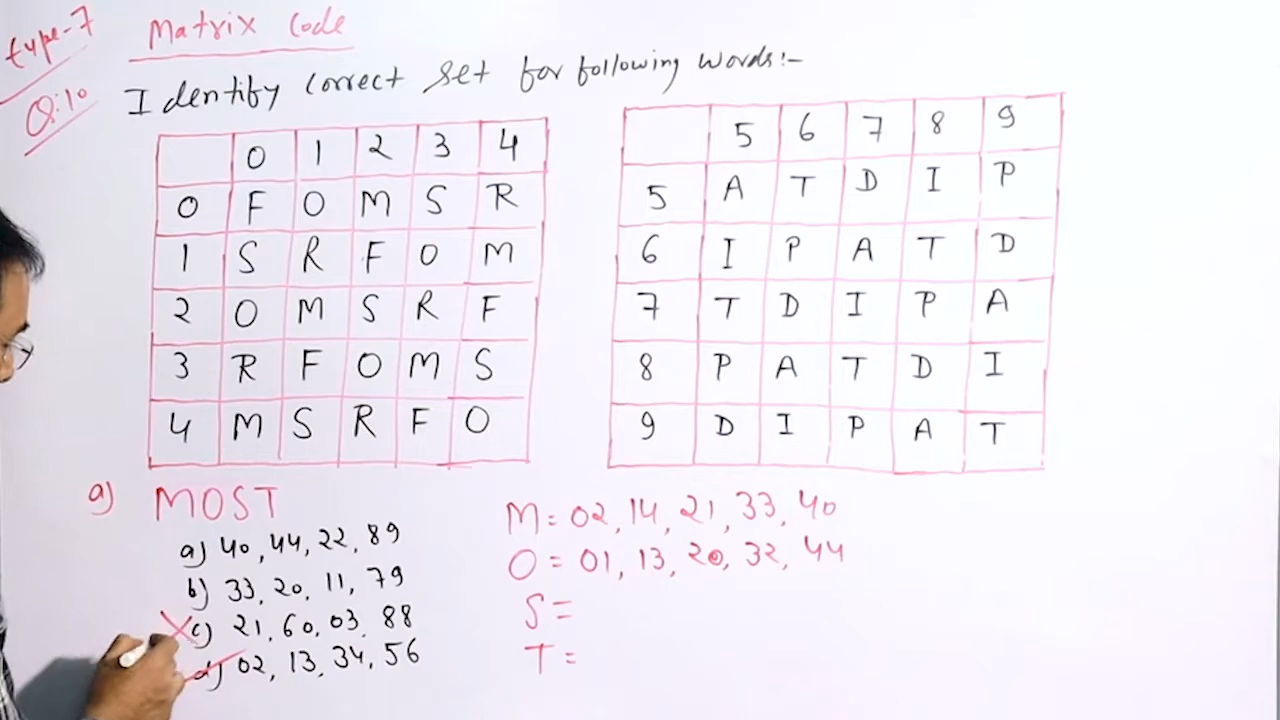 type-7 Matrix Code
Q:10 Identify correct set for following words:-
0 1 2 3 4
0 F O M S R
1 S R F O M
2 O M S R F
3 R F O M S
4 M S R F O
5 6 7 8 9
5 A T D I P
6 I P A T D
7 T D I P A
8 P A T D I
9 D I P A T
a) MOST
a) 40, 44, 22, 89
b) 33, 20, 11, 79
c) 21, 60, 03, 88
d) 02, 13, 34, 56
M = 02, 14, 21, 33, 40
O = 01, 13, 20, 32, 44
S =
T =